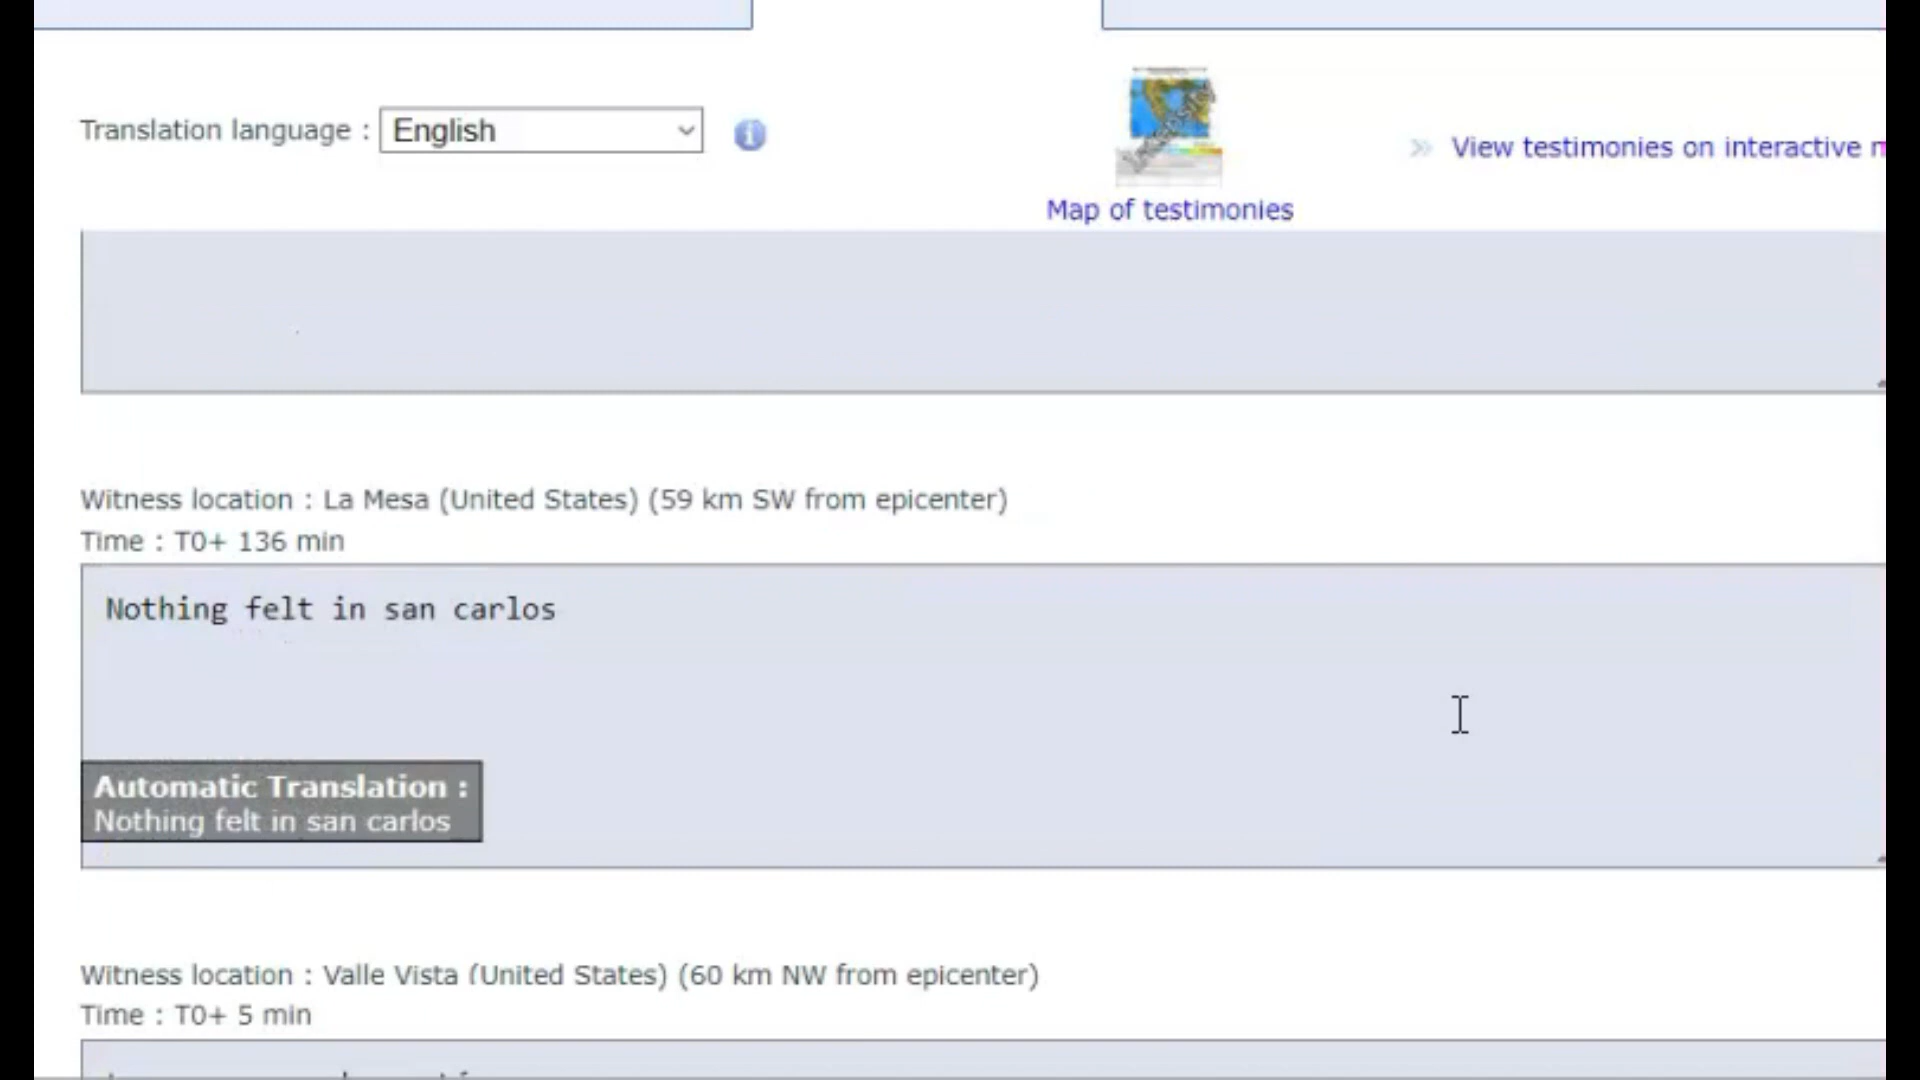 Translation language : English
View testimonies on interactive
Map of testimonies
Witness location : La Mesa (United States) (59 km SW from epicenter)
Time : T0+ 136 min
Nothing felt in san carlos
Automatic Translation :
Nothing felt in san carlos
Witness location : Valle Vista (United States) (60 km NW from epicenter)
Time : T0+ 5 min